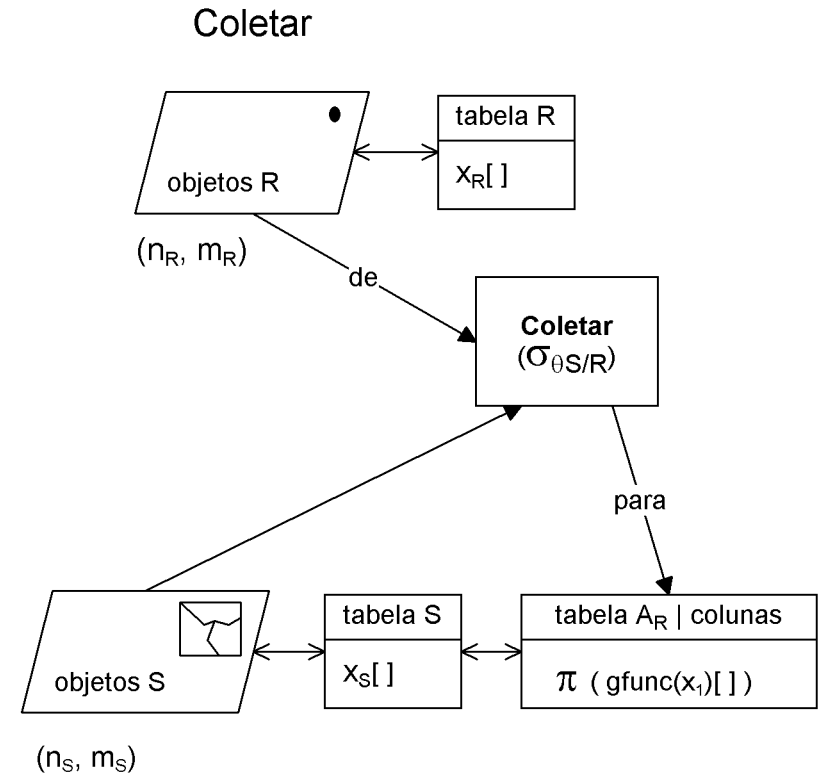 Coletar
tabela R
objetos R
x_R[ ]
(n_R, m_R)
de
Coletar
(σ_θS/R)
para
tabela S
tabela A_R | colunas
objetos S
x_S[ ]
π ( gfunc(x_1)[ ] )
(n_S, m_S)